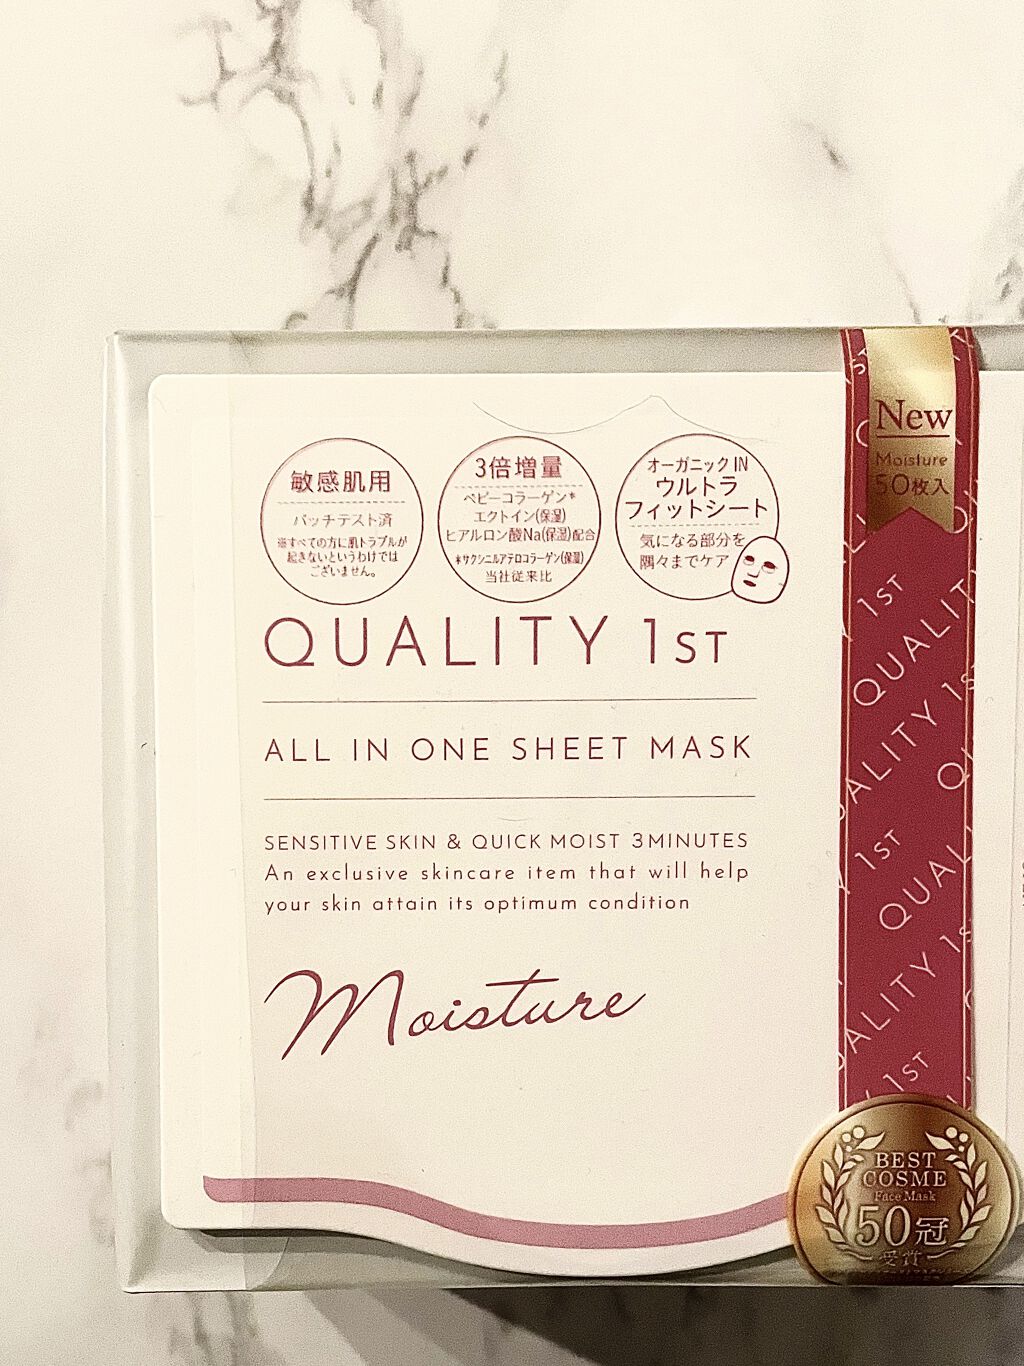 敏感肌用
パッチテスト済
※すべての方に肌トラブルが
起きないというわけでは
ございません。
3倍増量
ベビーコラーゲン*
エクトイン(保湿)
ヒアルロン酸Na(保湿)配合
*サクシニルアテロコラーゲン(保湿)
当社従来比
オーガニックIN
ウルトラ
フィットシート
気になる部分を
隅々までケア
QUALITY 1ST
ALL IN ONE SHEET MASK
SENSITIVE SKIN & QUICK MOIST 3MINUTES
An exclusive skincare item that will help
your skin attain its optimum condition
Moisture
New
Moisture
50枚入
1ST
QUALITY 1ST
QUALITY 1ST
BEST
COSME
Face Mask
50冠
受賞